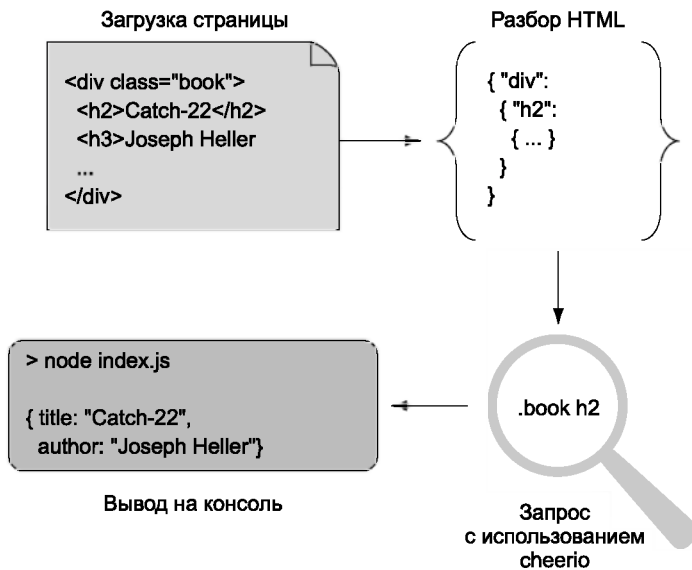 Загрузка страницы
<div class="book">
<h2>Catch-22</h2>
<h3>Joseph Heller
...
</div>
Разбор HTML
{ "div":
{ "h2":
{ ... }
}
}
.book h2
Запрос
с использованием
cheerio
> node index.js
{ title: "Catch-22",
author: "Joseph Heller"}
Вывод на консоль